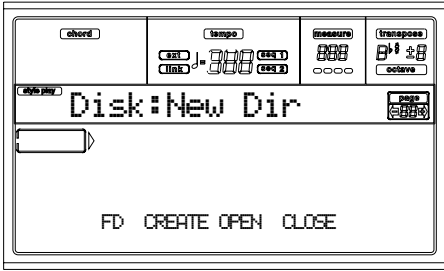 chord tempo measure transpose
ext seq 1
link seq 2
octave
style play Disk:New Dir page
FD CREATE OPEN CLOSE